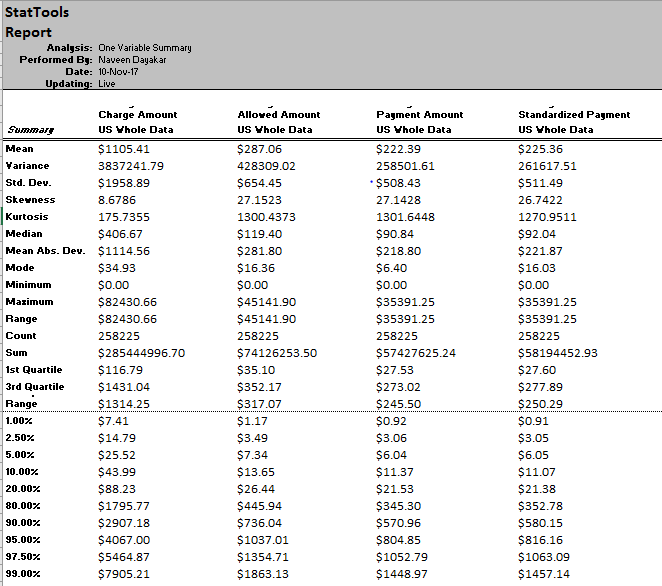 StatTools
Report
Analysis: One Variable Summary
Performed By: Naveen Dayakar
Date: 10-Nov-17
Updating: Live
Charge Amount Allowed Amount Payment Amount Standardized Payment
Summary US Whole Data US Whole Data US Whole Data US Whole Data
Mean $1105.41 $287.06 $222.39 $225.36
Variance 3837241.79 428309.02 258501.61 261617.51
Std. Dev. $1958.89 $654.45 $508.43 $511.49
Skewness 8.6786 27.1523 27.1428 26.7422
Kurtosis 175.7355 1300.4373 1301.6448 1270.9511
Median $406.67 $119.40 $90.84 $92.04
Mean Abs. Dev. $1114.56 $281.80 $218.80 $221.87
Mode $34.93 $16.36 $6.40 $16.03
Minimum $0.00 $0.00 $0.00 $0.00
Maximum $82430.66 $45141.90 $35391.25 $35391.25
Range $82430.66 $45141.90 $35391.25 $35391.25
Count 258225 258225 258225 258225
Sum $285444996.70 $74126253.50 $57427625.24 $58194452.93
1st Quartile $116.79 $35.10 $27.53 $27.60
3rd Quartile $1431.04 $352.17 $273.02 $277.89
Range $1314.25 $317.07 $245.50 $250.29
1.00% $7.41 $1.17 $0.92 $0.91
2.50% $14.79 $3.49 $3.06 $3.05
5.00% $25.52 $7.34 $6.04 $6.05
10.00% $43.99 $13.65 $11.37 $11.07
20.00% $88.23 $26.44 $21.53 $21.38
80.00% $1795.77 $445.94 $345.30 $352.78
90.00% $2907.18 $736.04 $570.96 $580.15
95.00% $4067.00 $1037.01 $804.85 $816.16
97.50% $5464.87 $1354.71 $1052.79 $1063.09
99.00% $7905.21 $1863.13 $1448.97 $1457.14